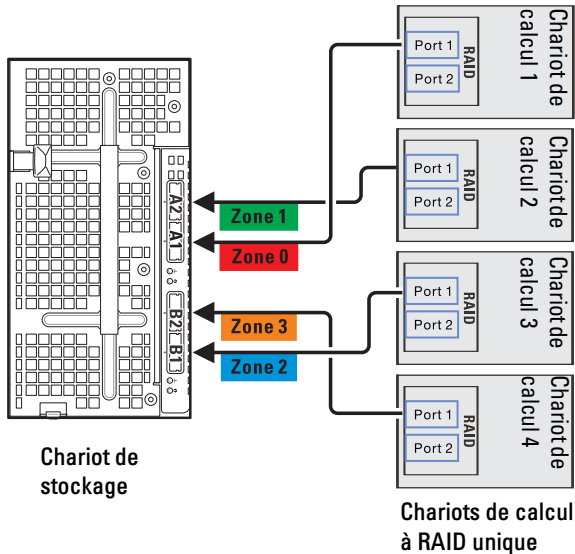 Port 1
Port 2
RAID
Chariot de
calcul 1
Port 1
Port 2
RAID
Chariot de
calcul 2
Port 1
Port 2
RAID
Chariot de
calcul 3
Port 1
Port 2
RAID
Chariot de
calcul 4
A2
A1
B2
B1
Zone 1
Zone 0
Zone 3
Zone 2
Chariot de
stockage
Chariots de calcul
à RAID unique